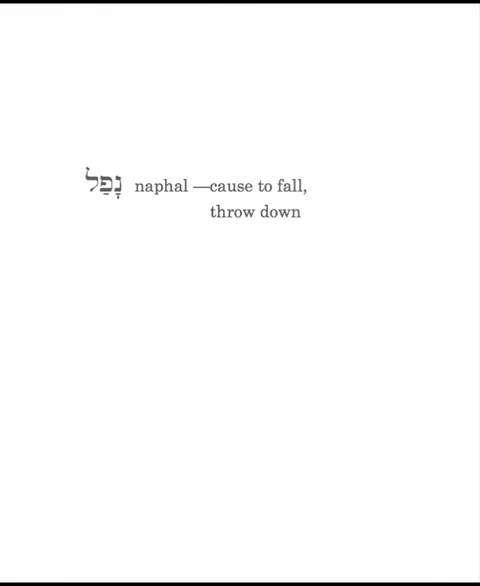 נָפַל naphal —cause to fall,
throw down